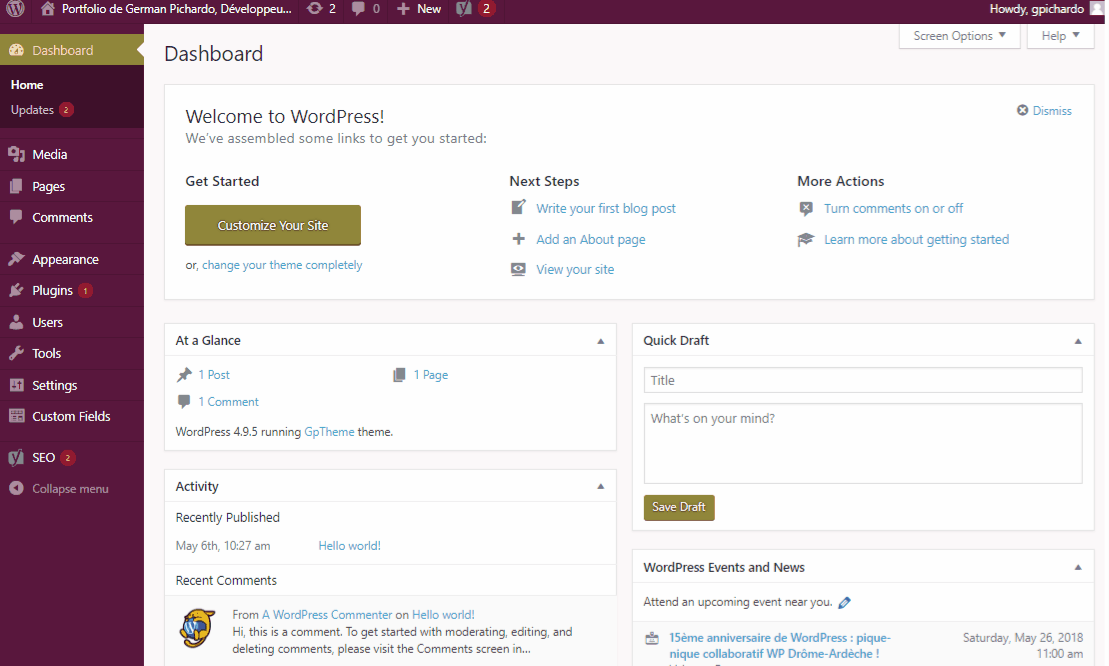 Portfolio de German Pichardo, Développeu... 2 0 New 2 Howdy, gpichardo
Dashboard
Home
Updates 2
Media
Pages
Comments
Appearance
Plugins 1
Users
Tools
Settings
Custom Fields
SEO 2
Collapse menu
Screen Options Help
Dashboard
Welcome to WordPress!
Dismiss
We've assembled some links to get you started:
Get Started
Customize Your Site
or, change your theme completely
Next Steps
Write your first blog post
Add an About page
View your site
More Actions
Turn comments on or off
Learn more about getting started
At a Glance
1 Post 1 Page
1 Comment
WordPress 4.9.5 running GpTheme theme.
Activity
Recently Published
May 6th, 10:27 am Hello world!
Recent Comments
From A WordPress Commenter on Hello world!
Hi, this is a comment. To get started with moderating, editing, and
deleting comments, please visit the Comments screen in...
Quick Draft
Title
What's on your mind?
Save Draft
WordPress Events and News
Attend an upcoming event near you.
15ème anniversaire de WordPress : pique- Saturday, May 26, 2018
nique collaboratif WP Drôme-Ardèche ! 11:00 am